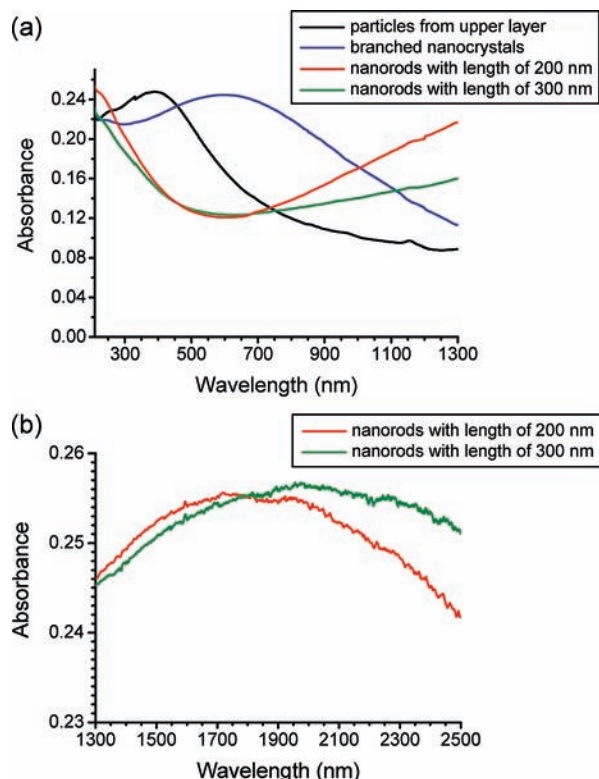 (a)
particles from upper layer
branched nanocrystals
nanorods with length of 200 nm
nanorods with length of 300 nm
Absorbance
0.24
0.20
0.16
0.12
0.08
0.04
0.00
300 500 700 900 1100 1300
Wavelength (nm)
(b)
nanorods with length of 200 nm
nanorods with length of 300 nm
Absorbance
0.26
0.25
0.24
0.23
1300 1500 1700 1900 2100 2300 2500
Wavelength (nm)